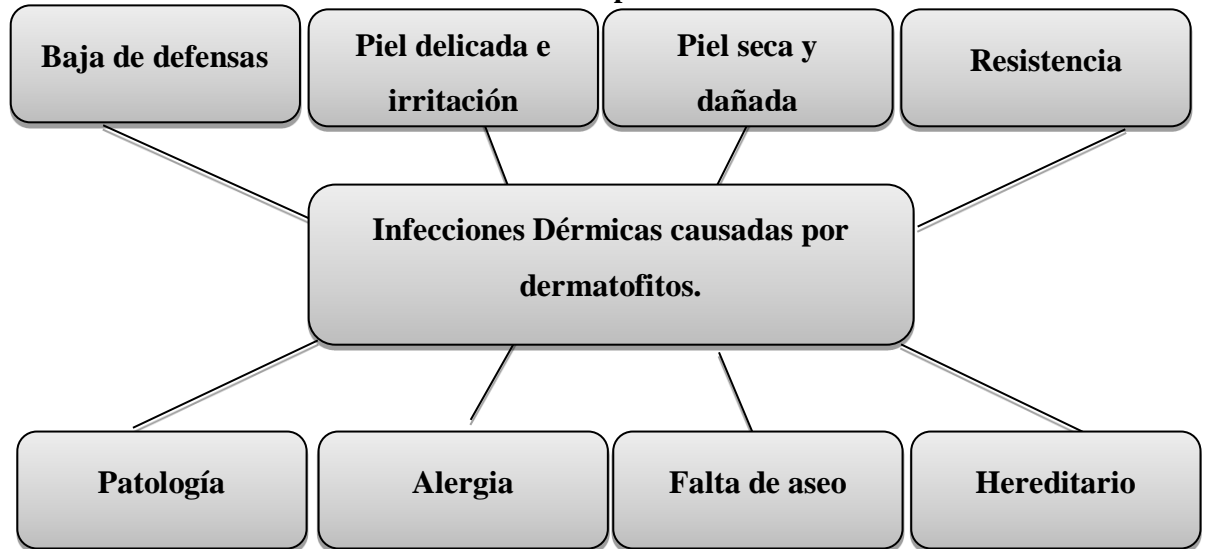 Baja de defensas
Piel delicada e
irritación
Piel seca y
dañada
Resistencia
Infecciones Dérmicas causadas por
dermatofitos.
Patología
Alergia
Falta de aseo
Hereditario